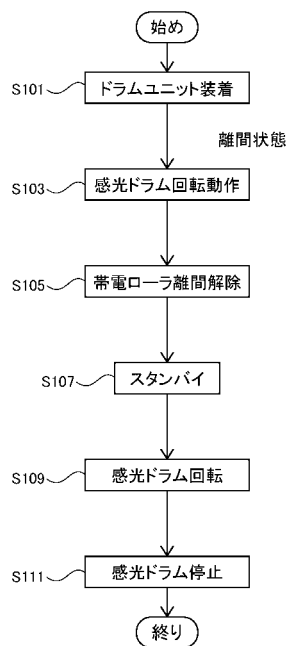 始め
S101 ドラムユニット装着
離間状態
S103 感光ドラム回転動作
S105 帯電ローラ離間解除
S107 スタンバイ
S109 感光ドラム回転
S111 感光ドラム停止
終り